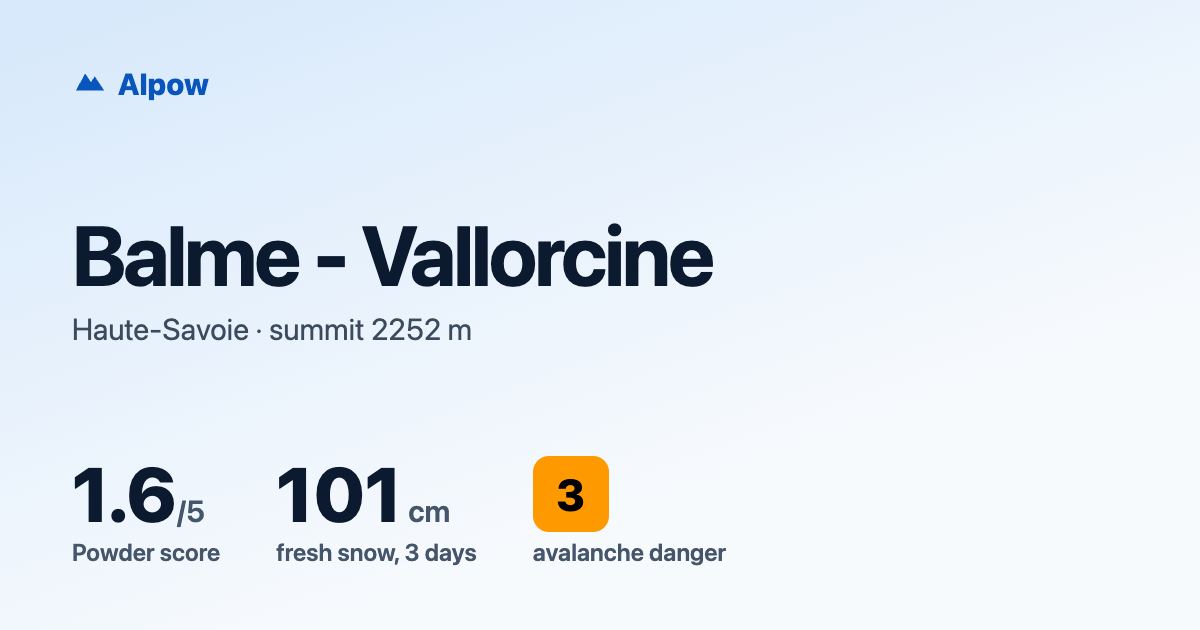 Alpow
Balme - Vallorcine
Haute-Savoie · summit 2252 m
1.6/5 101 cm 3
Powder score fresh snow, 3 days avalanche danger